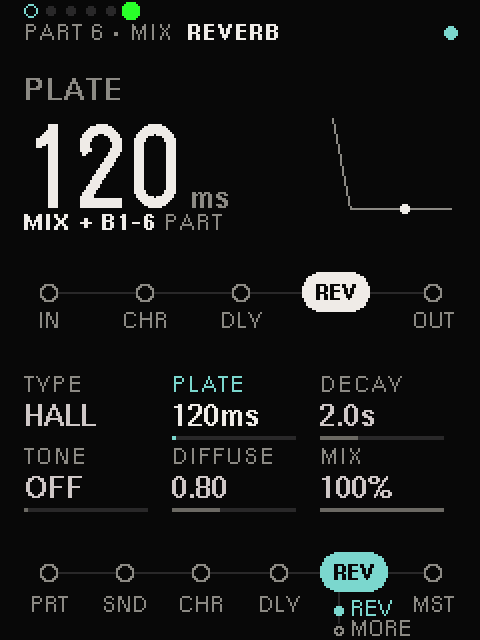 PART 6 · MIX REVERB
PLATE
120 ms
MIX + B1-6 PART
REV
IN CHR DLY OUT
TYPE PLATE DECAY
HALL 120ms 2.0s
TONE DIFFUSE MIX
OFF 0.80 100%
REV
PRT SND CHR DLY MST
REV
MORE